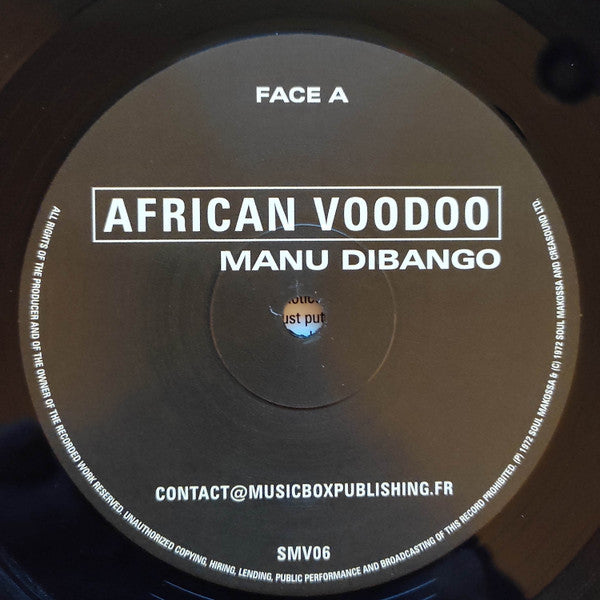 FACE A
AFRICAN VOODOO
MANU DIBANGO
ust put
CONTACT@MUSICBOXPUBLISHING.FR
SMV06
ALL RIGHTS OF THE PRODUCER AND OF THE OWNER OF THE RECORDED WORK RESERVED. UNAUTHORIZED COPYING, HIRING, LENDING, PUBLIC PERFORMANCE AND BROADCASTING OF THIS RECORD PROHIBITED. (P) 1972 SOUL MAKOSSA & (C) 1972 SOUL MAKOSSA AND CREASOUND LTD.